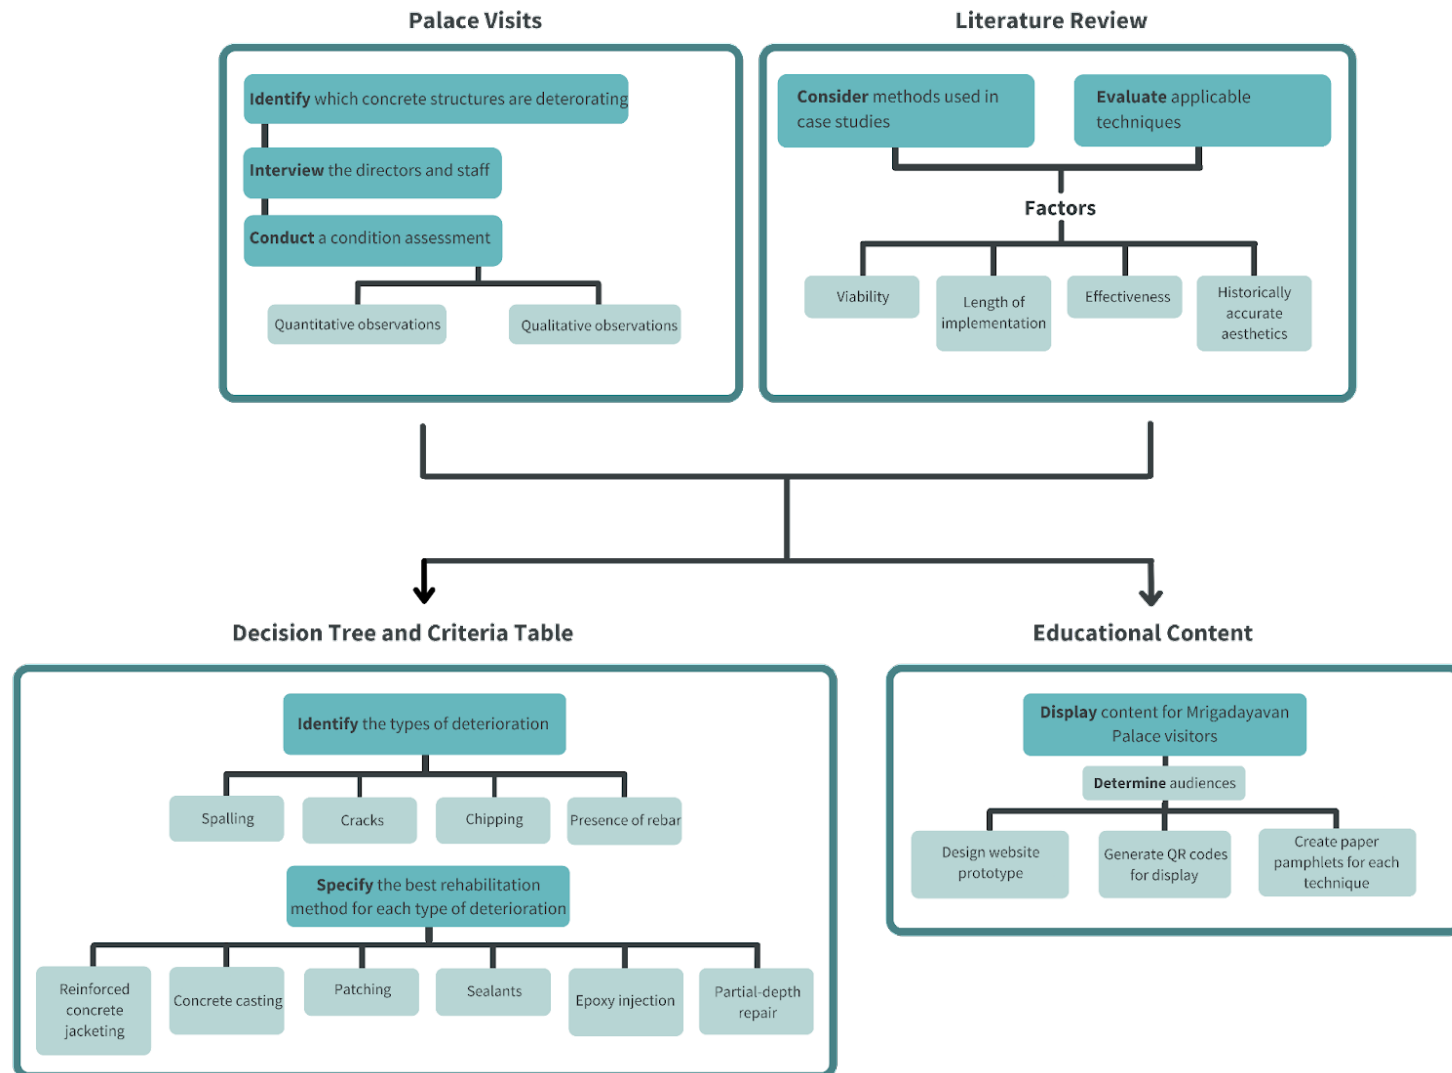 Palace Visits
Identify which concrete structures are deterorating
Interview the directors and staff
Conduct a condition assessment
Quantitative observations
Qualitative observations
Literature Review
Consider methods used in
case studies
Evaluate applicable
techniques
Factors
Viability
Length of
implementation
Effectiveness
Historically
accurate
aesthetics
Decision Tree and Criteria Table
Identify the types of deterioration
Spalling
Cracks
Chipping
Presence of rebar
Specify the best rehabilitation
method for each type of deterioration
Reinforced
concrete
jacketing
Concrete casting
Patching
Sealants
Epoxy injection
Partial-depth
repair
Educational Content
Display content for Mrigadayavan
Palace visitors
Determine audiences
Design website
prototype
Generate QR codes
for display
Create paper
pamphlets for each
technique